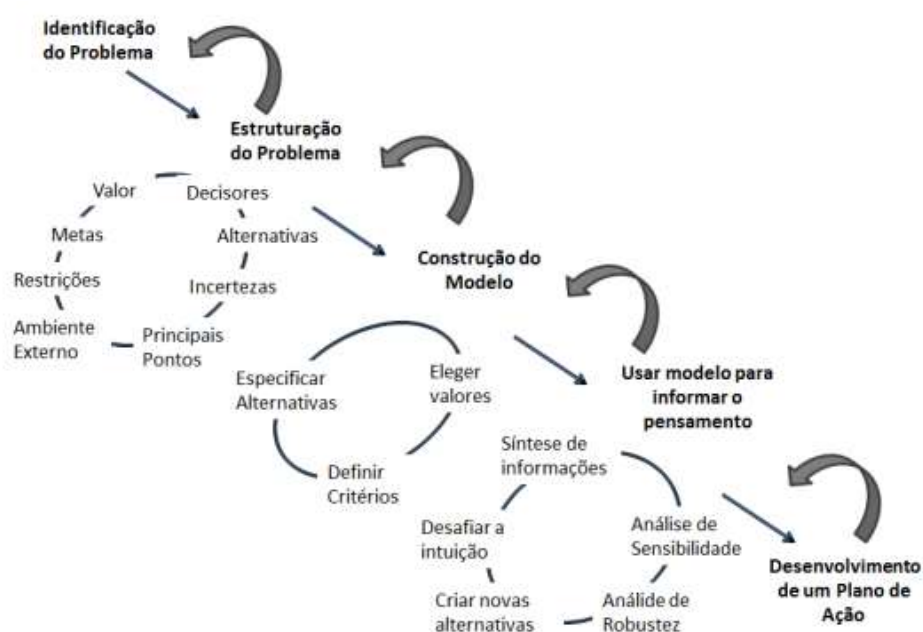 Identificação
do Problema
Estruturação
do Problema
Valor
Decisores
Metas
Alternativas
Restrições
Incertezas
Ambiente
Externo
Principais
Pontos
Construção do
Modelo
Especificar
Alternativas
Eleger
valores
Definir
Critérios
Usar modelo para
informar o
pensamento
Síntese de
informações
Desafiar a
intuição
Análise de
Sensibilidade
Criar novas
alternativas
Análide de
Robustez
Desenvolvimento
de um Plano de
Ação